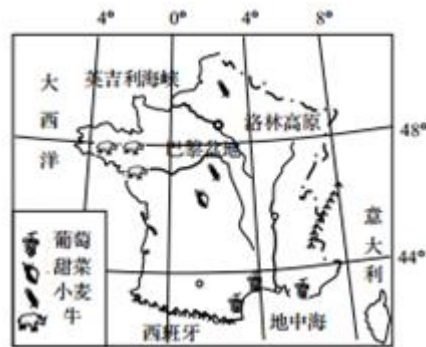 4° 0° 4° 8°
大西洋
英吉利海峡
洛林高原
48°
巴黎盆地
意大利
葡萄
甜菜
44°
小麦
牛
西班牙
地中海